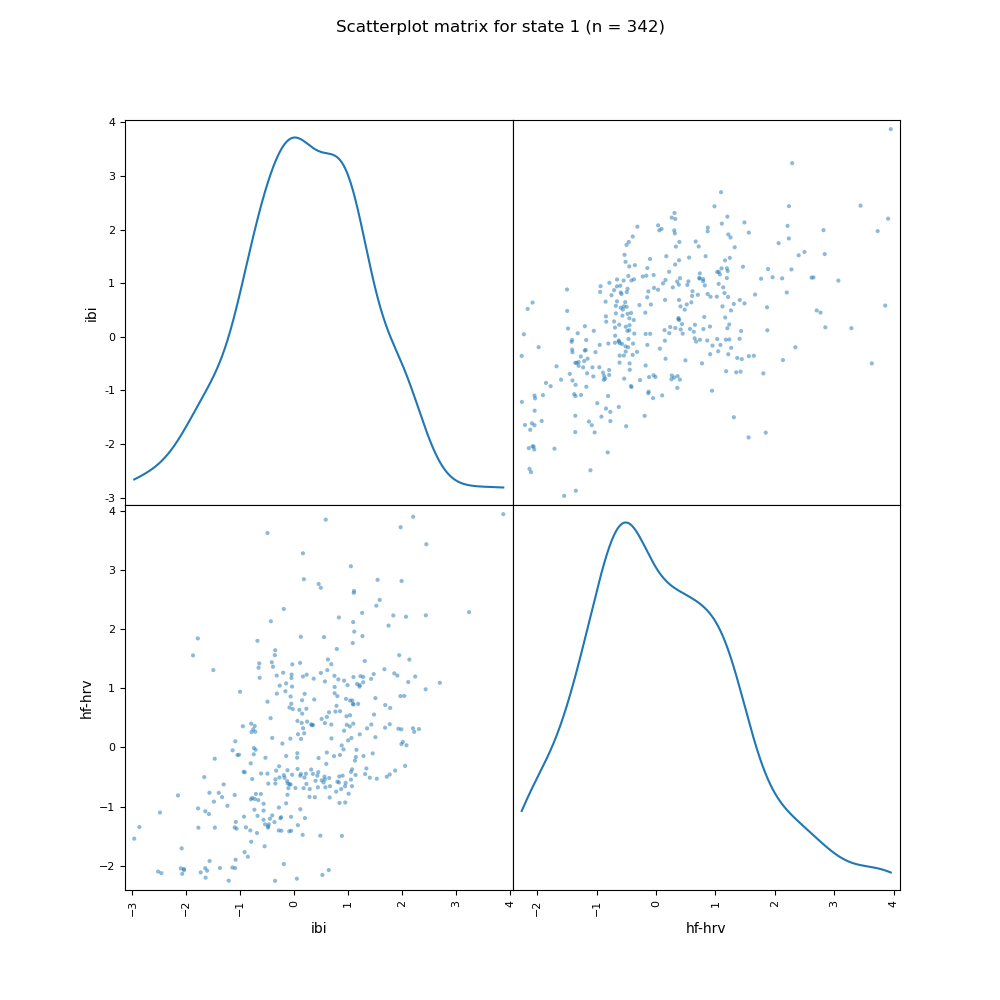 Scatterplot matrix for state 1 (n = 342)
4
3
2
1
0
-1
-2
-3
ibi
4
3
2
1
0
−1
−2
hf-hrv
−3 −2 −1 0 1 2 3 4
−2 −1 0 1 2 3 4
ibi
hf-hrv